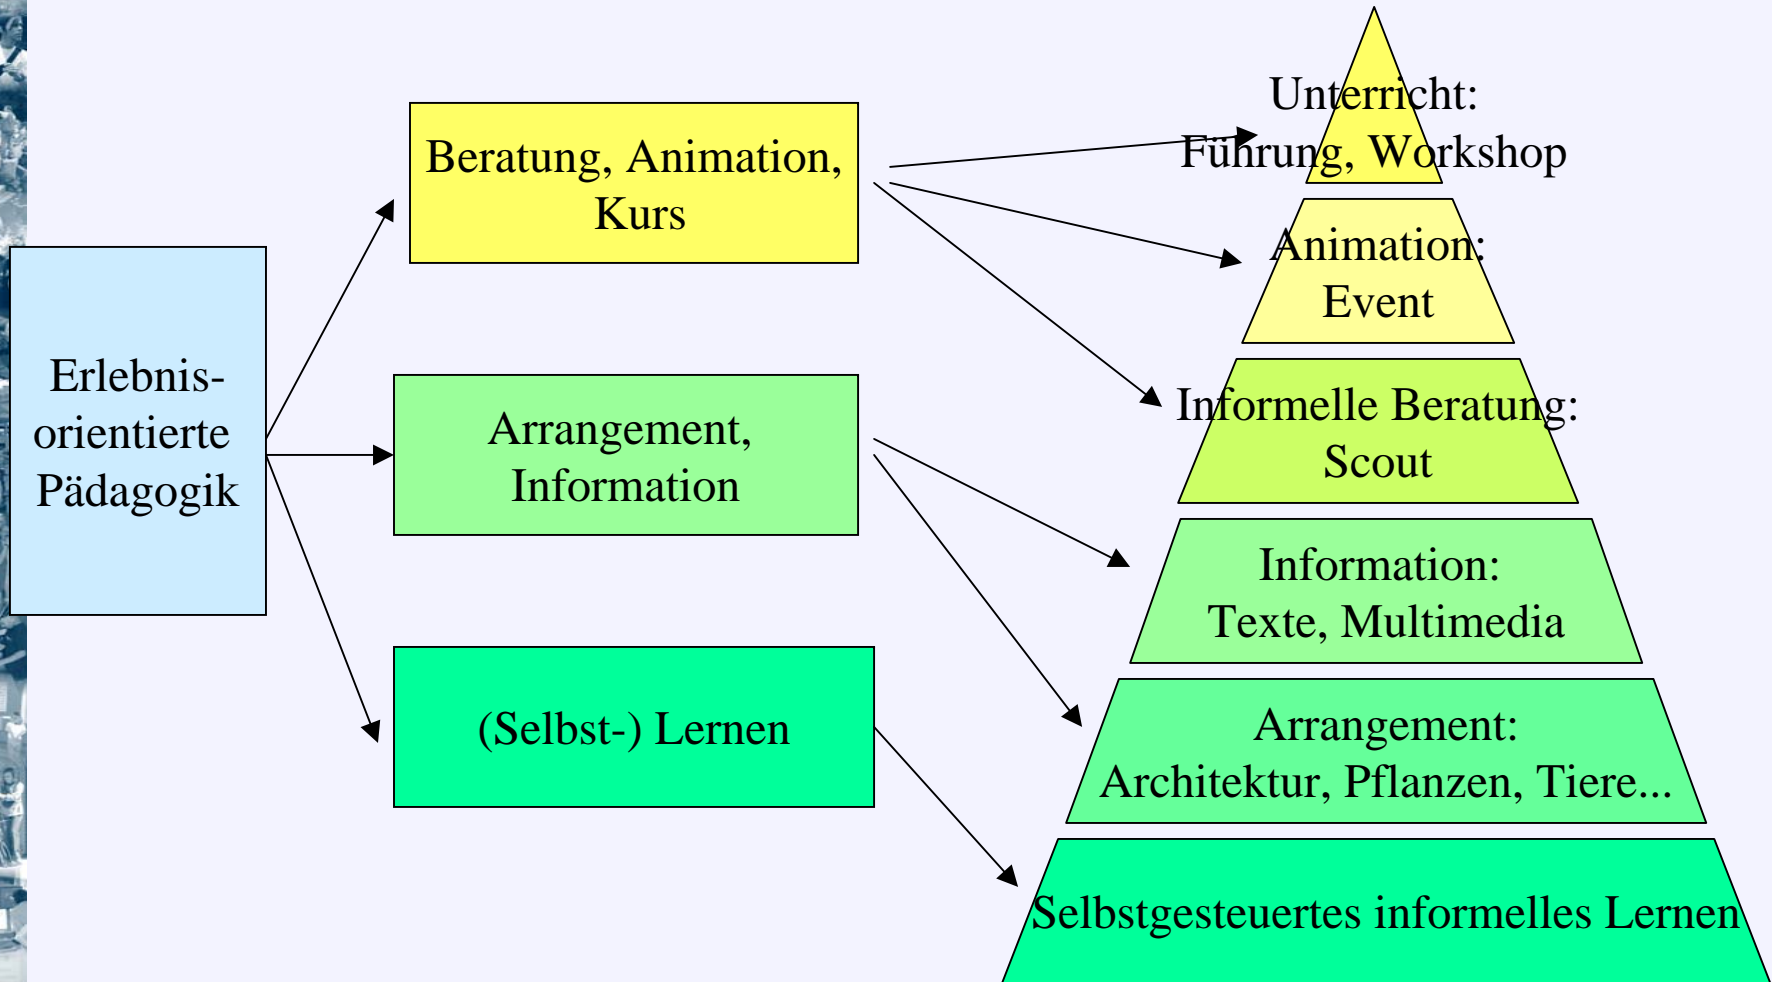 Erlebnis-
orientierte
Pädagogik
Beratung, Animation,
Kurs
Arrangement,
Information
(Selbst-) Lernen
Unterricht:
Führung, Workshop
Animation:
Event
Informelle Beratung:
Scout
Information:
Texte, Multimedia
Arrangement:
Architektur, Pflanzen, Tiere...
Selbstgesteuertes informelles Lernen